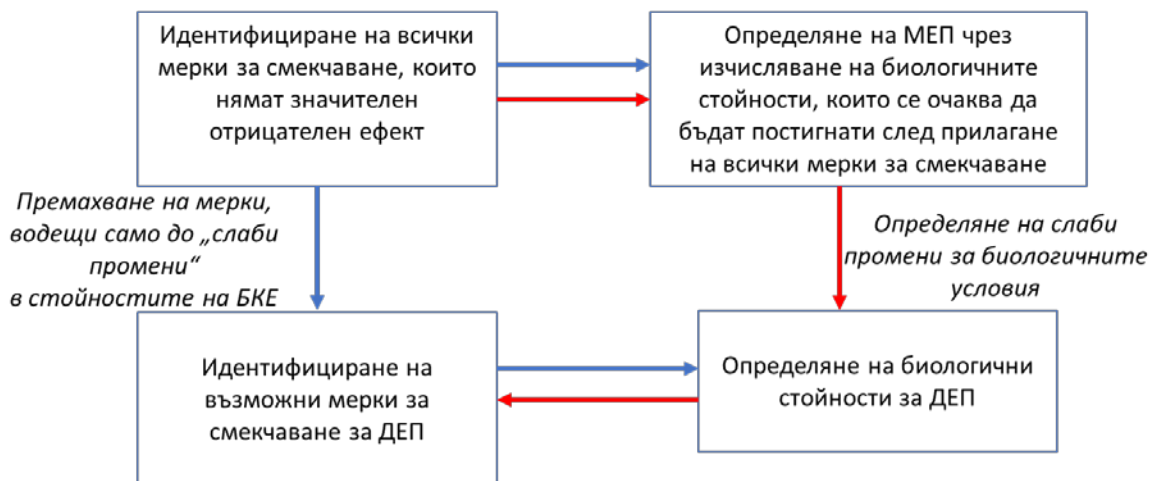 Идентифициране на всички
мерки за смекчаване, които
нямат значителен
отрицателен ефект
Определяне на МЕП чрез
изчисляване на биологичните
стойности, които се очаква да
бъдат постигнати след прилагане
на всички мерки за смекчаване
Премахване на мерки,
водещи само до „слаби
промени“
в стойностите на БКЕ
Определяне на слаби
промени за биологичните
условия
Идентифициране на
възможни мерки за
смекчаване за ДЕП
Определяне на биологични
стойности за ДЕП